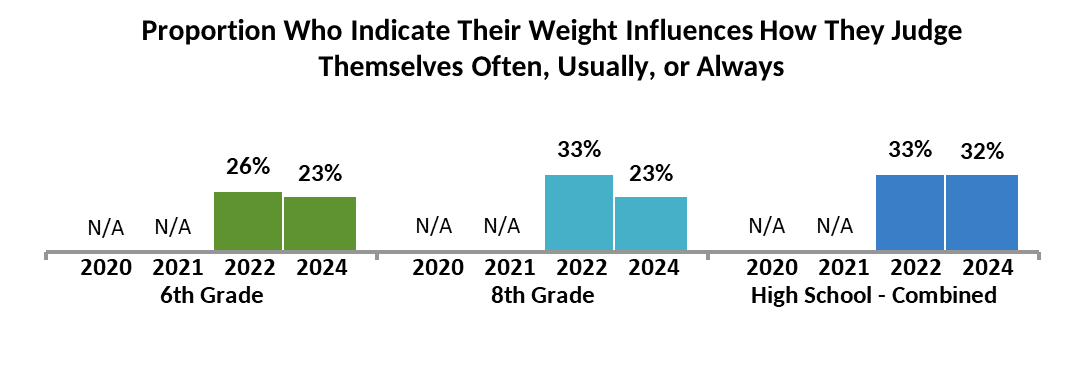 Proportion Who Indicate Their Weight Influences How They Judge
Themselves Often, Usually, or Always
26% 23% 33% 23% 33% 32%
N/A N/A N/A N/A N/A N/A
2020 2021 2022 2024 2020 2021 2022 2024 2020 2021 2022 2024
6th Grade 8th Grade High School - Combined